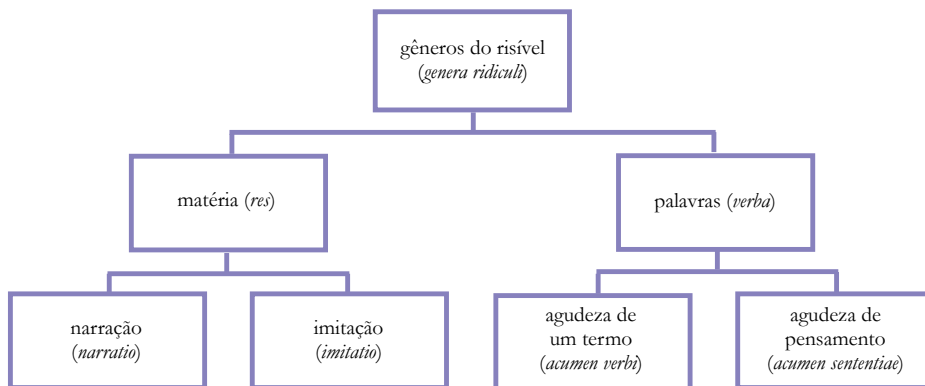 gêneros do risível
(genera ridiculi)
matéria (res)
palavras (verba)
narração
(narratio)
imitação
(imitatio)
agudeza de
um termo
(acumen verbi)
agudeza de
pensamento
(acumen sententiae)